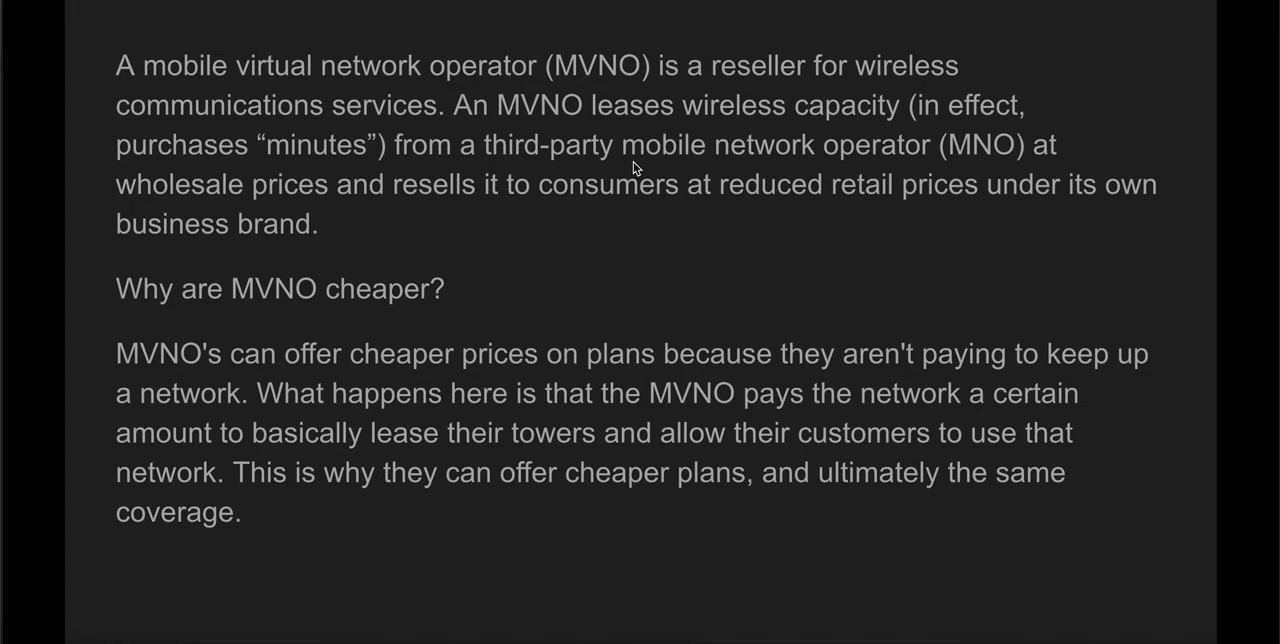 A mobile virtual network operator (MVNO) is a reseller for wireless
communications services. An MVNO leases wireless capacity (in effect,
purchases “minutes”) from a third-party mobile network operator (MNO) at
wholesale prices and resells it to consumers at reduced retail prices under its own
business brand.
Why are MVNO cheaper?
MVNO's can offer cheaper prices on plans because they aren't paying to keep up
a network. What happens here is that the MVNO pays the network a certain
amount to basically lease their towers and allow their customers to use that
network. This is why they can offer cheaper plans, and ultimately the same
coverage.